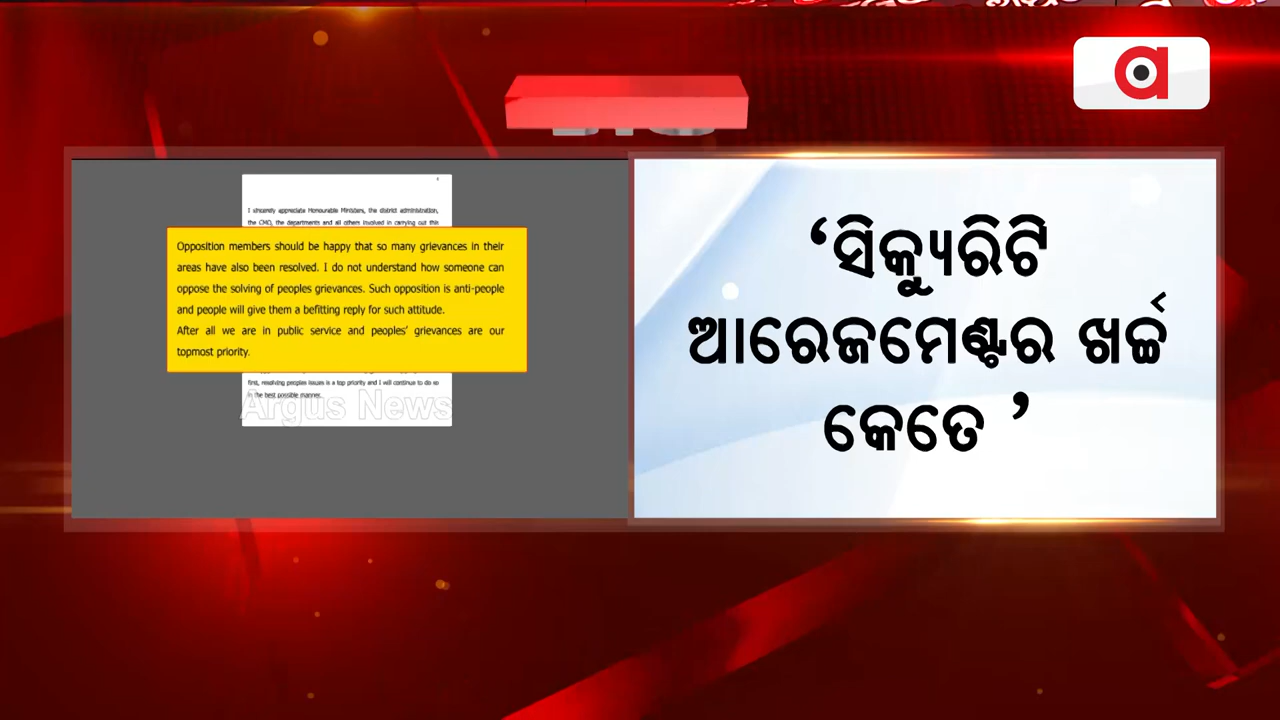 I sincerely appreciate Honourable Ministers, the district administration,
the CMO, the departments and all others involved in carrying out this
Opposition members should be happy that so many grievances in their
areas have also been resolved. I do not understand how someone can
oppose the solving of peoples grievances. Such opposition is anti-people
and people will give them a befitting reply for such attitude.
After all we are in public service and peoples' grievances are our
topmost priority.
first, resolving peoples issues is a top priority and I will continue to do so
in the best possible manner.
Argus News
‘ସିକ୍ୟୁରିଟି
ଆରେଜମେଣ୍ଟର ଖର୍ଚ୍ଚ
କେତେ ’